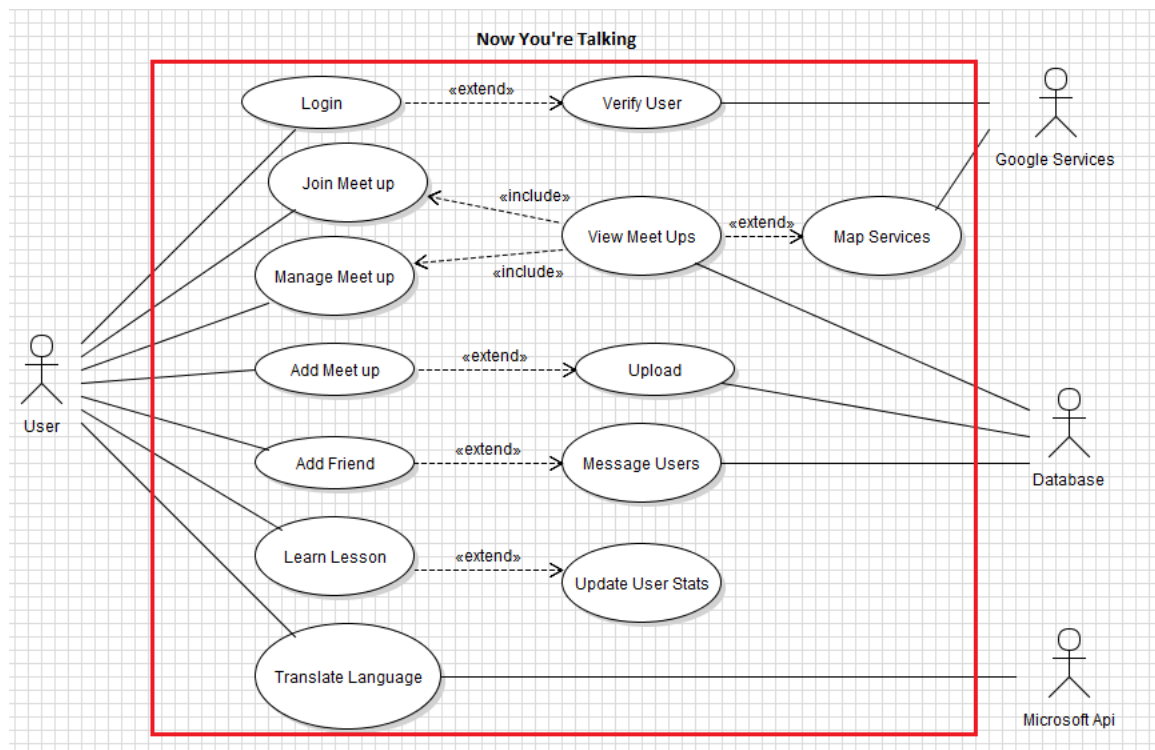 Now You're Talking
Login
«extend»
Verify User
Google Services
Join Meet up
«include»
View Meet Ups
«extend»
Map Services
Manage Meet up
«include»
User
Add Meet up
«extend»
Upload
Database
Add Friend
«extend»
Message Users
Learn Lesson
«extend»
Update User Stats
Translate Language
Microsoft Api